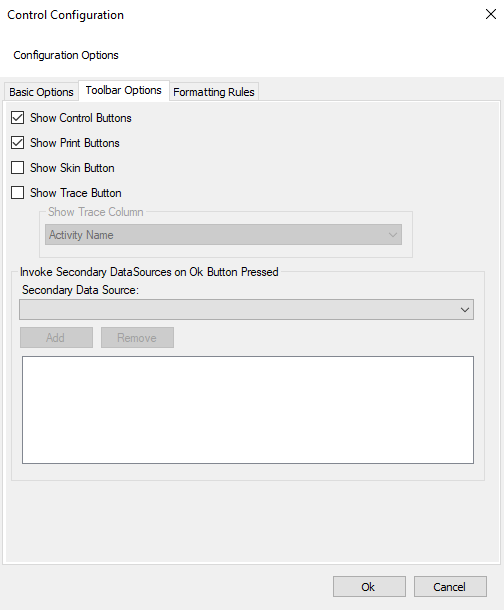 Control Configuration
Configuration Options
Basic Options Toolbar Options Formatting Rules
Show Control Buttons
Show Print Buttons
Show Skin Button
Show Trace Button
Show Trace Column
Activity Name
Invoke Secondary DataSources on Ok Button Pressed
Secondary Data Source:
Add Remove
Ok Cancel